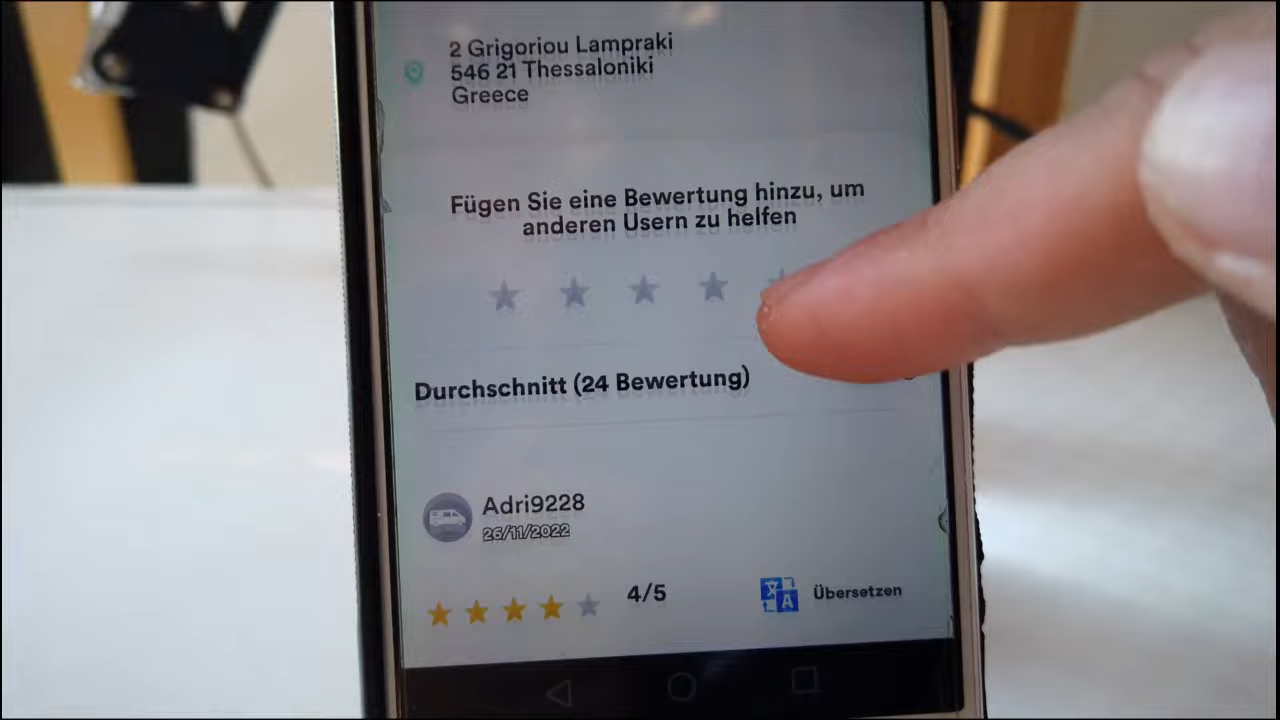 2 Grigoriou Lampraki
546 21 Thessaloniki
Greece
Fügen Sie eine Bewertung hinzu, um
anderen Usern zu helfen
Durchschnitt (24 Bewertung)
Adri9228
26/11/2022
4/5
Übersetzen